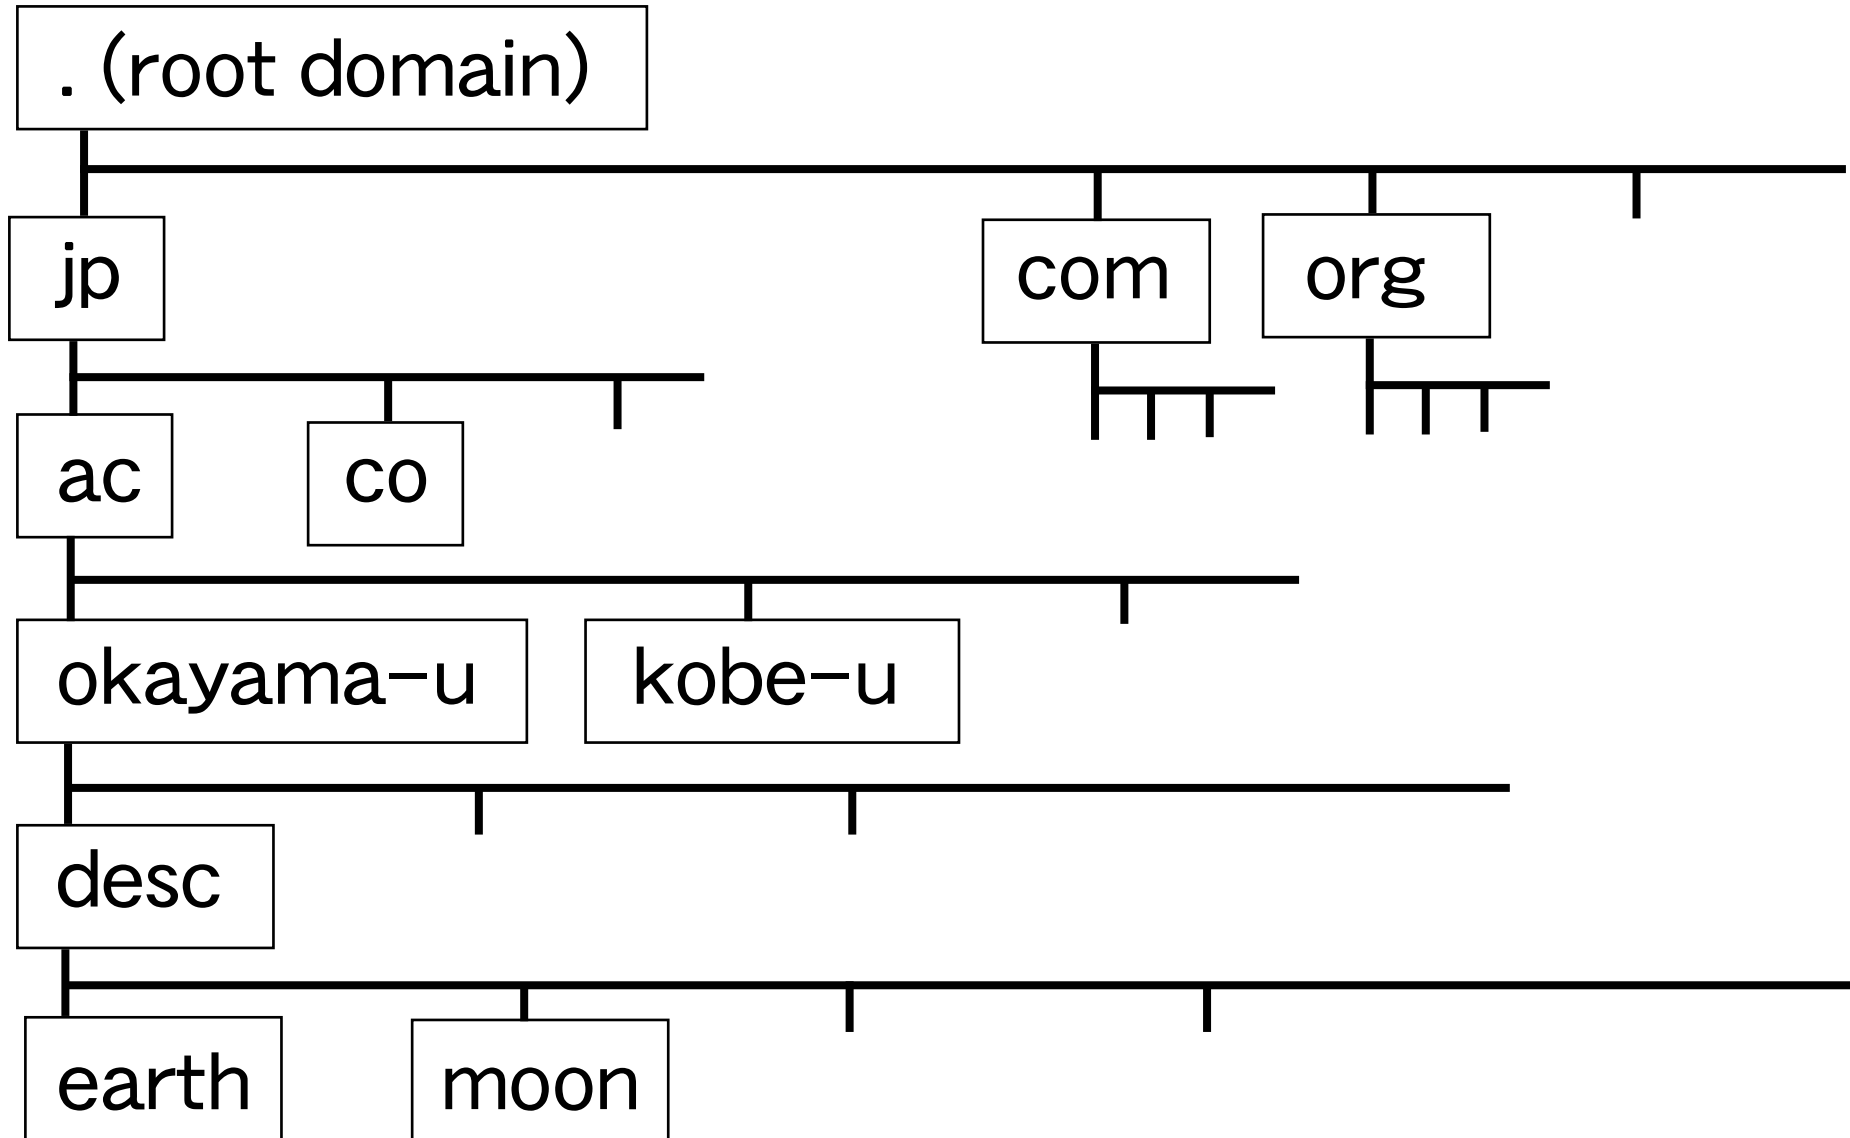 . (root domain)
jp
com
org
ac
co
okayama-u
kobe-u
desc
earth
moon